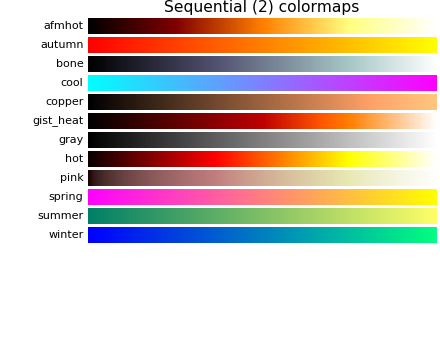 Sequential (2) colormaps
afmhot
autumn
bone
cool
copper
gist_heat
gray
hot
pink
spring
summer
winter